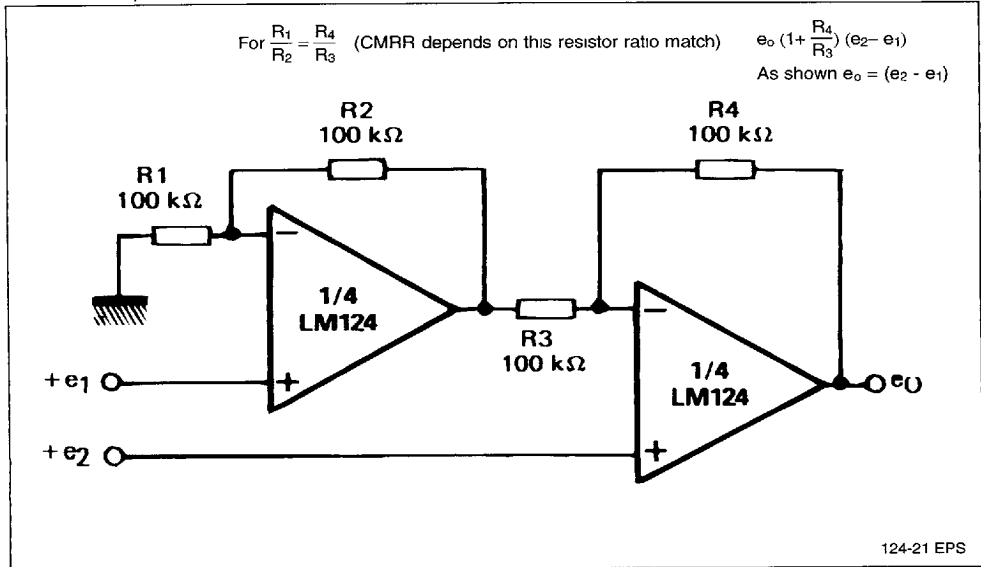 For R1/R2 = R4/R3 (CMRR depends on this resistor ratio match)
eo (1+ R4/R3) (e2– e1)
As shown eo = (e2 - e1)
R2
100 kΩ
R4
100 kΩ
R1
100 kΩ
–
1/4
LM124
+
R3
100 kΩ
–
1/4
LM124
+
+e1
+e2
eO
124-21 EPS